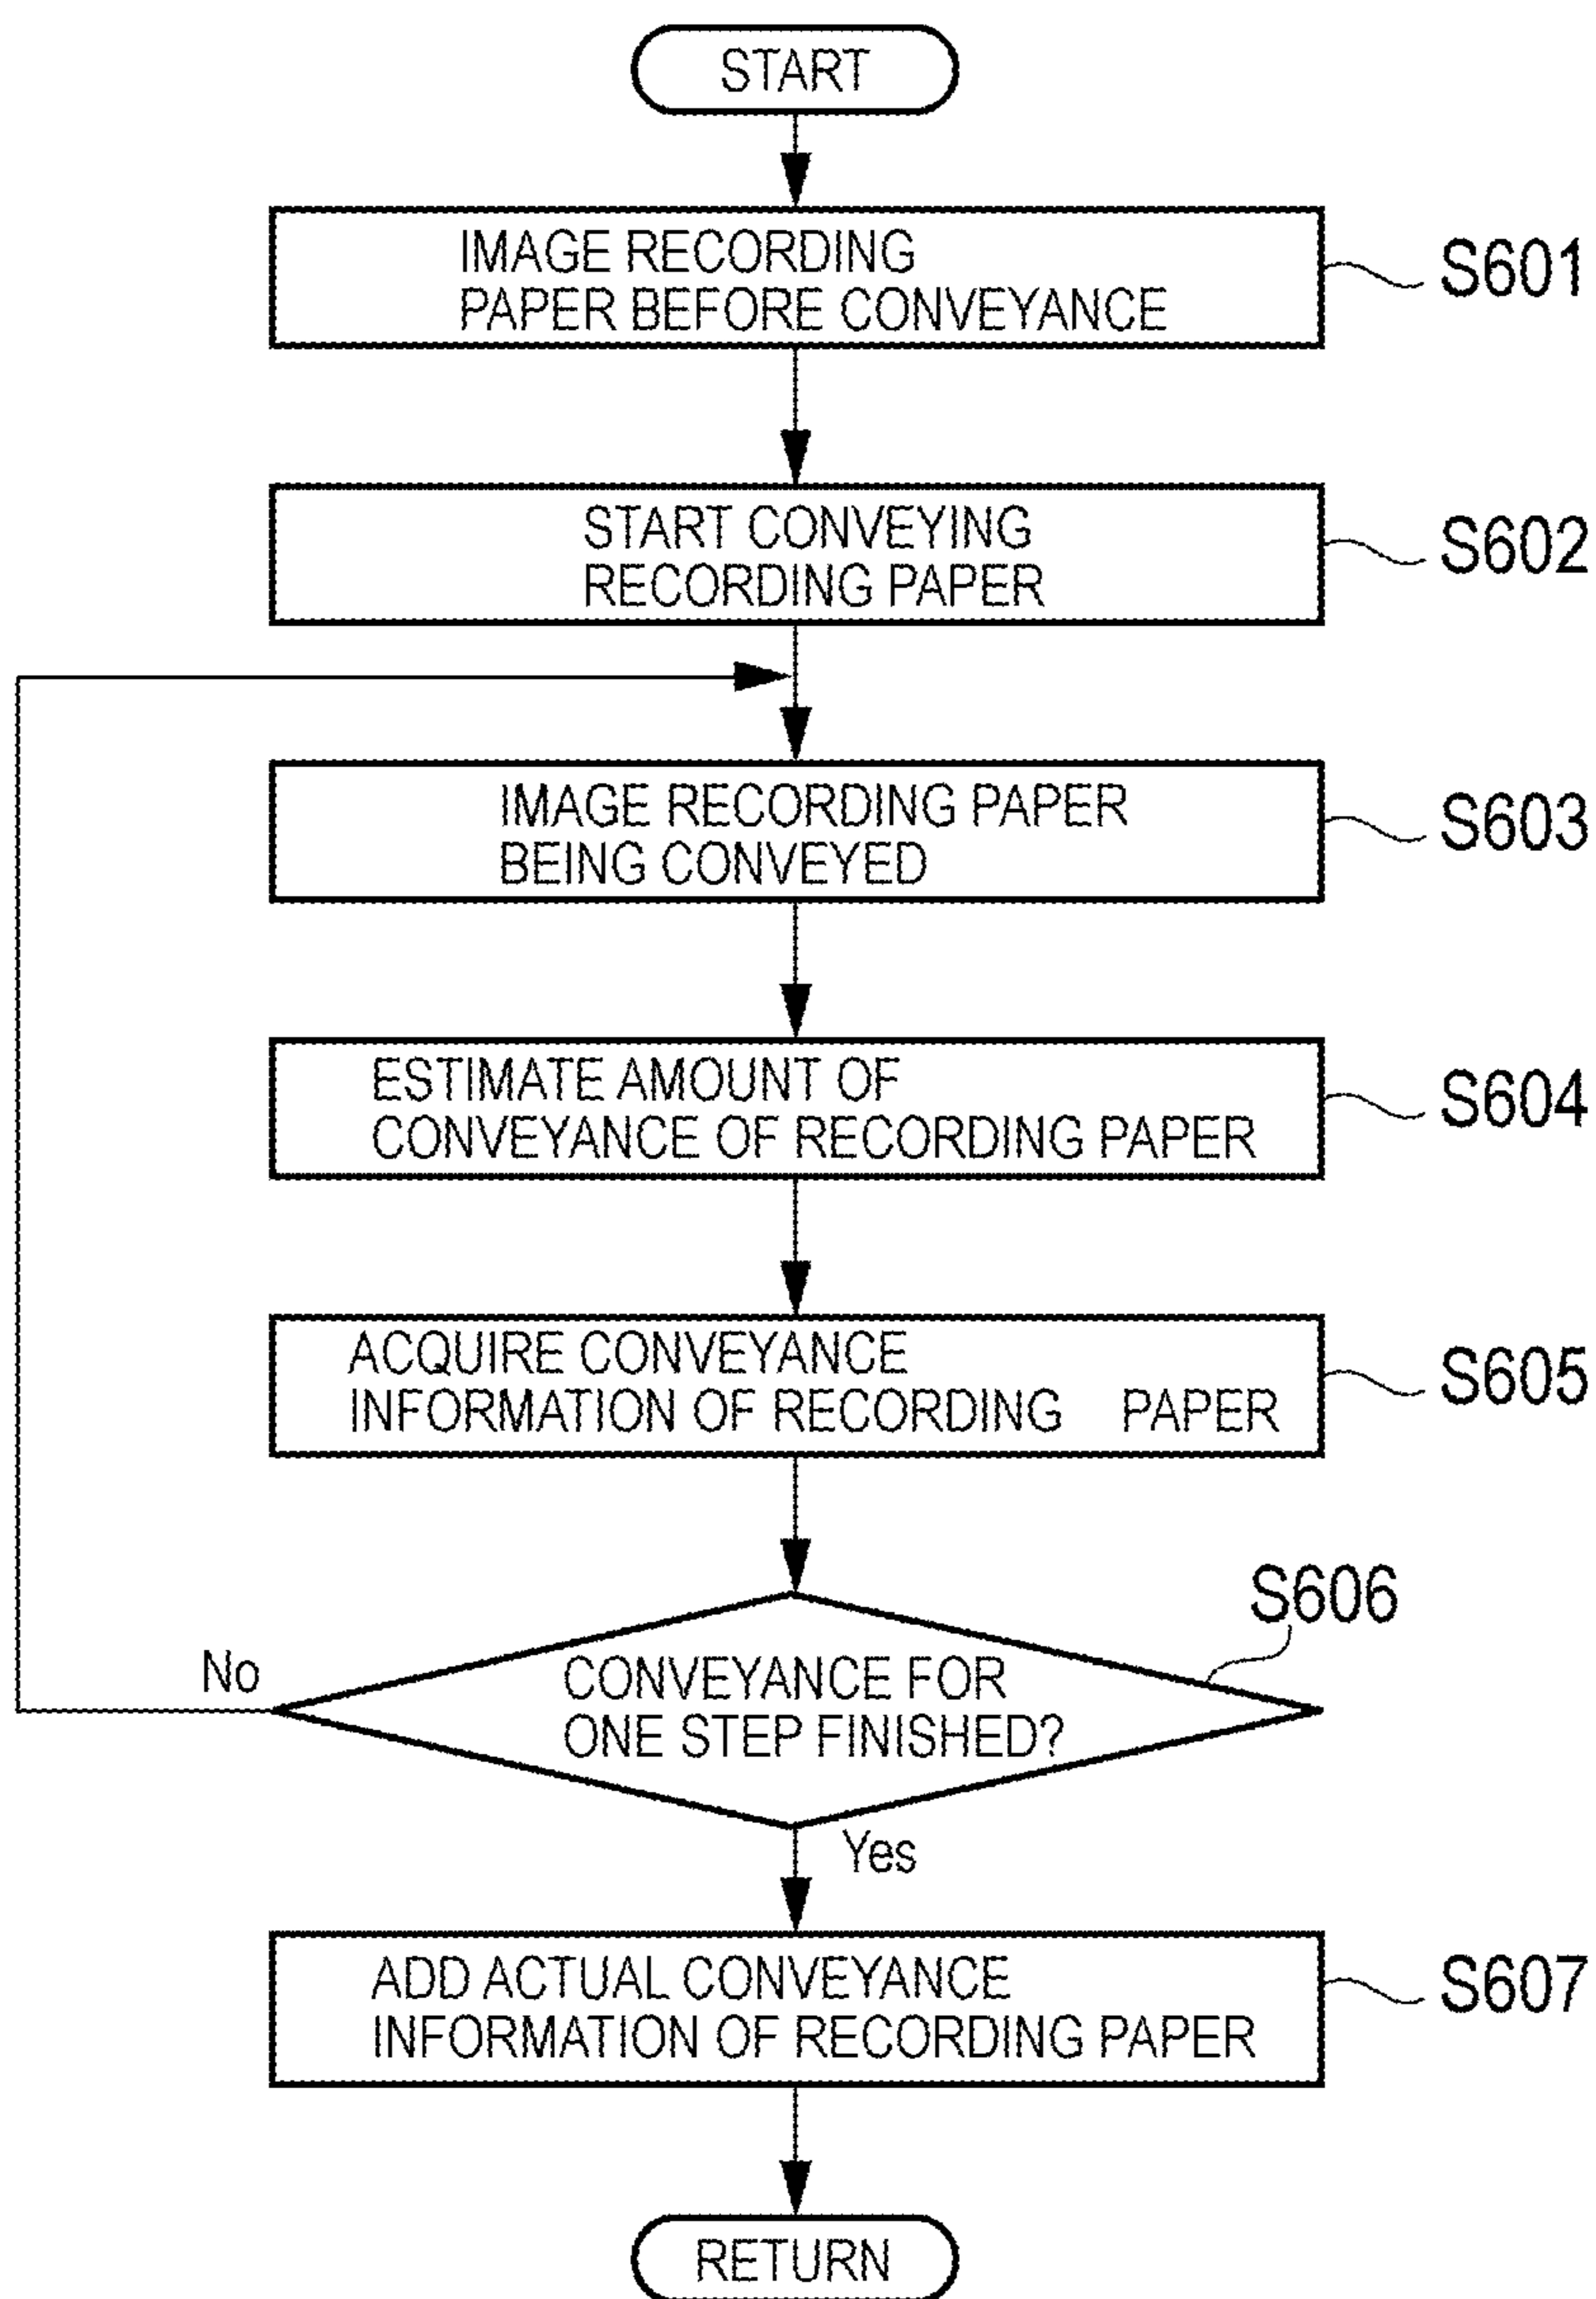 START
IMAGE RECORDING
PAPER BEFORE CONVEYANCE
S601
START CONVEYING
RECORDING PAPER
S602
IMAGE RECORDING PAPER
BEING CONVEYED
S603
ESTIMATE AMOUNT OF
CONVEYANCE OF RECORDING PAPER
S604
ACQUIRE CONVEYANCE
INFORMATION OF RECORDING PAPER
S605
S606
No
CONVEYANCE FOR
ONE STEP FINISHED?
Yes
ADD ACTUAL CONVEYANCE
INFORMATION OF RECORDING PAPER
S607
RETURN